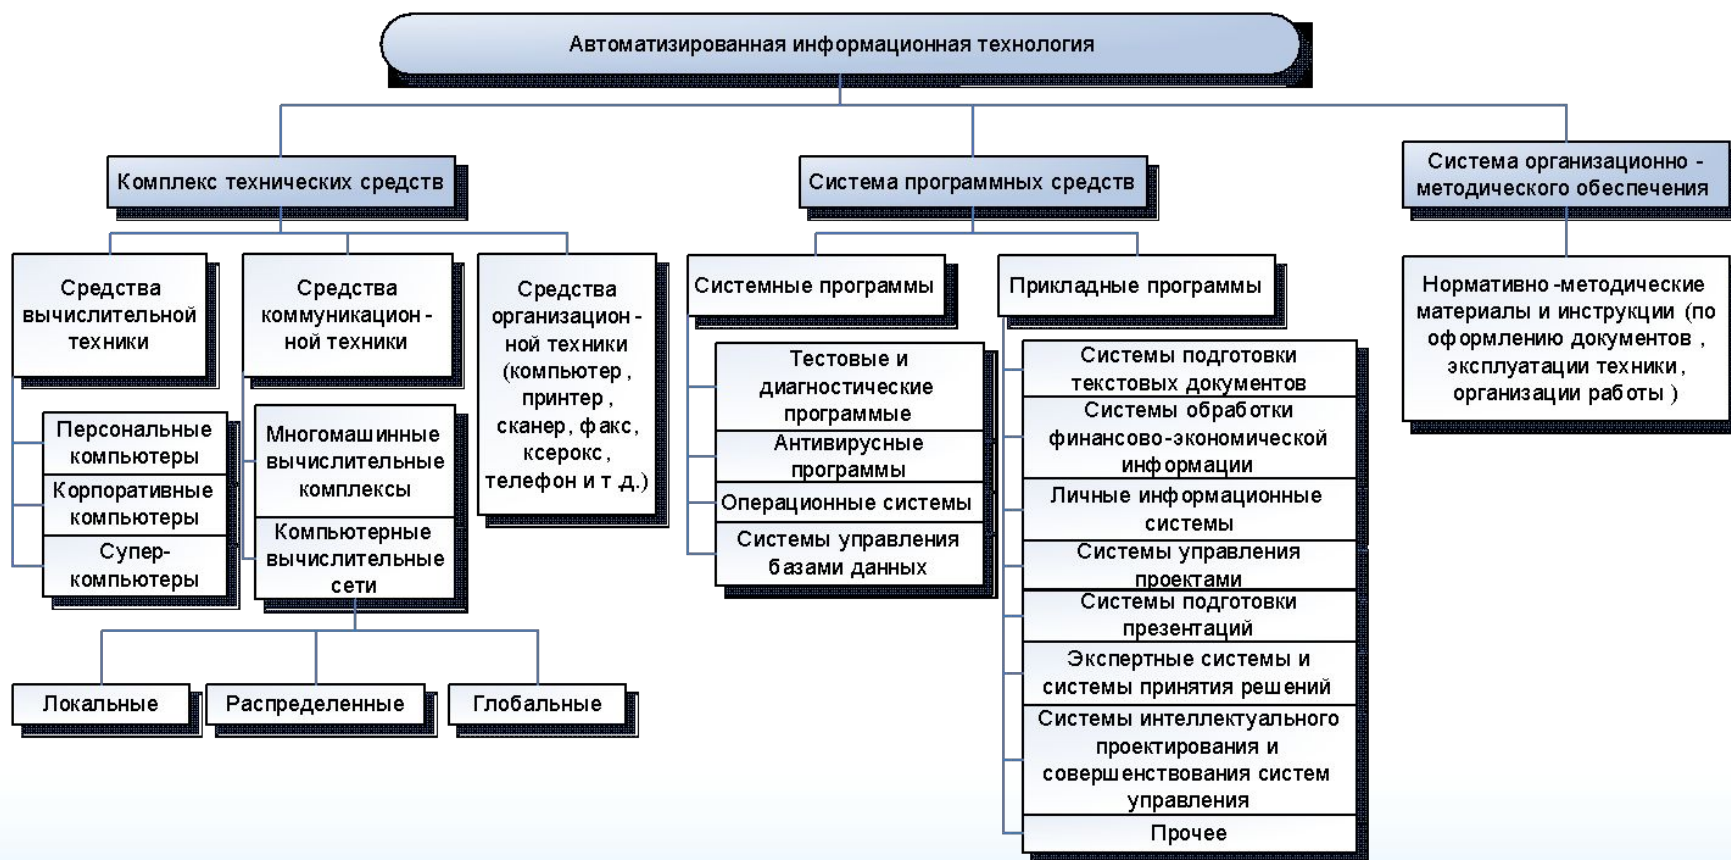 Автоматизированная информационная технология
Комплекс технических средств
Система программных средств
Система организационно -
методического обеспечения
Средства
вычислительной
техники
Средства
коммуникацион -
ной техники
Средства
организацион -
ной техники
(компьютер ,
принтер ,
сканер, факс,
ксерокс ,
телефон и т .д.)
Системные программы
Прикладные программы
Нормативно -методические
материалы и инструкции (по
оформлению документов ,
эксплуатации техники ,
организации работы )
Персональные
компьютеры
Корпоративные
компьютеры
Супер-
компьютеры
Многомашинные
вычислительные
комплексы
Компьютерные
вычислительные
сети
Тестовые и
диагностические
программые
Антивирусные
программы
Операционные системы
Системы управления
базами данных
Системы подготовки
текстовых документов
Системы обработки
финансово-экономической
информации
Личные информационные
системы
Системы управления
проектами
Системы подготовки
презентаций
Экспертные системы и
системы принятия решений
Системы интеллектуального
проектирования и
совершенствования систем
управления
Прочее
Локальные
Распределенные
Глобальные